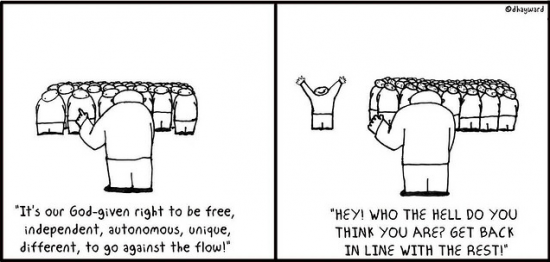 ©dhayward
"It's our God-given right to be free,
independent, autonomous, unique,
different, to go against the flow!"
"HEY! WHO THE HELL DO YOU
THINK YOU ARE? GET BACK
IN LINE WITH THE REST!"